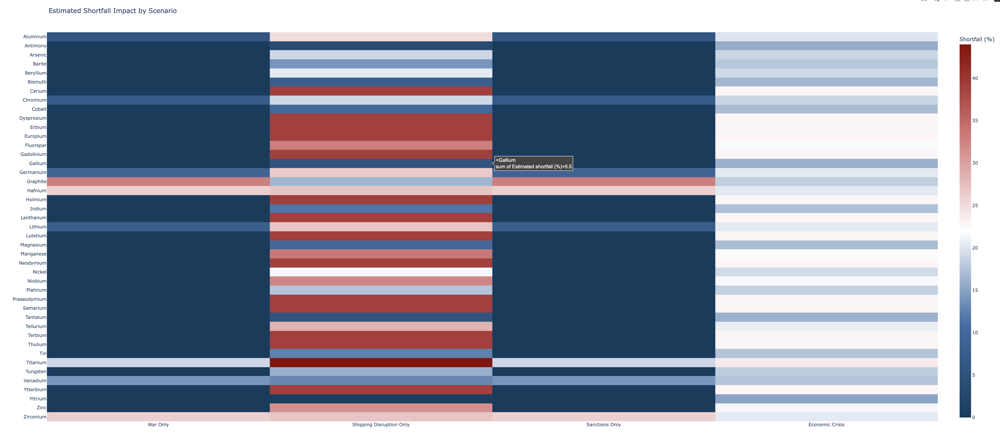 Estimated Shortfall Impact by Scenario
Shortfall (%)
Aluminum
Antimony
Arsenic
Barite
Beryllium
Bismuth
Cerium
Chromium
Cobalt
Dysprosium
Erbium
Europium
Fluorspar
Gadolinium
Gallium
Germanium
Graphite
Hafnium
Holmium
Indium
Lanthanum
Lithium
Lutetium
Magnesium
Manganese
Neodymium
Nickel
Niobium
Platinum
Praseodymium
Samarium
Tantalum
Tellurium
Terbium
Thulium
Tin
Titanium
Tungsten
Vanadium
Ytterbium
Yttrium
Zinc
Zirconium
=Gallium
sum of Estimated shortfall (%)=5.5
War Only
Shipping Disruption Only
Sanctions Only
Economic Crisis
40
35
30
25
20
15
10
5
0